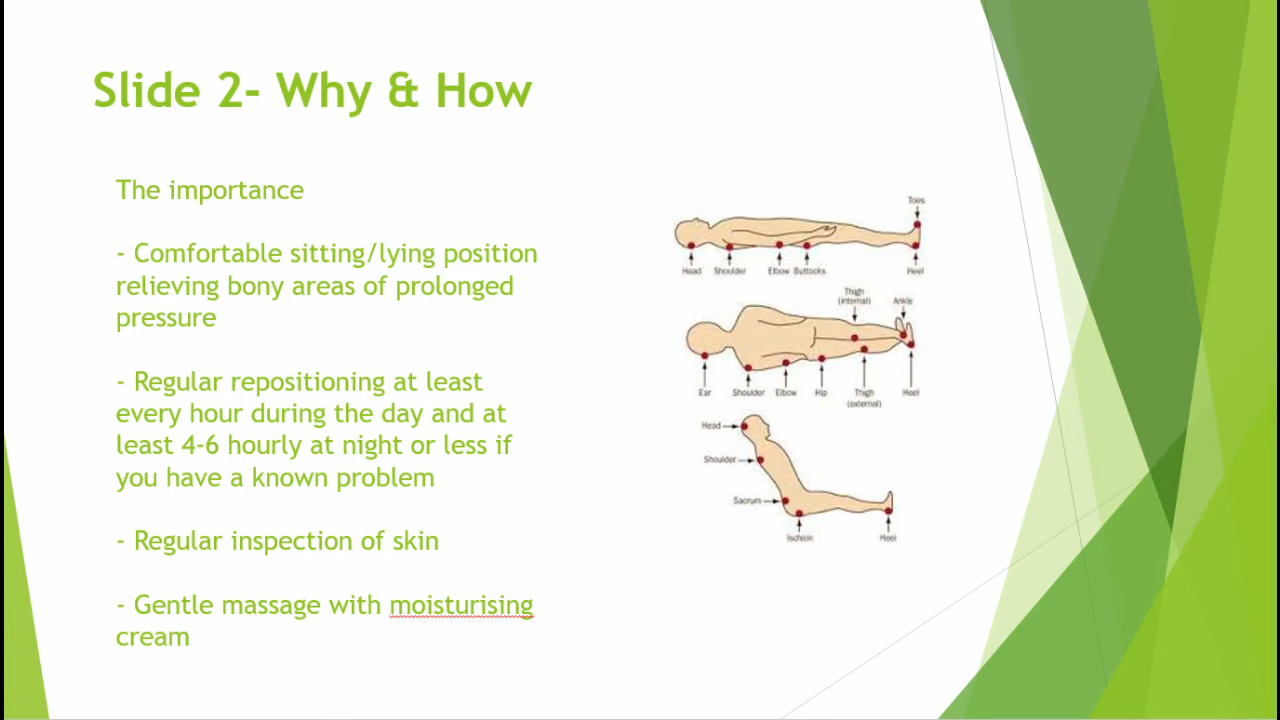 Slide 2- Why & How
The importance
- Comfortable sitting/lying position
relieving bony areas of prolonged
pressure
- Regular repositioning at least
every hour during the day and at
least 4-6 hourly at night or less if
you have a known problem
- Regular inspection of skin
- Gentle massage with moisturising
cream
Toes
Head Shoulder Elbow Buttocks Heel
Thigh
(internal)
Ankle
Ear Shoulder Elbow Hip Thigh
(external)
Heel
Head
Shoulder
Sacrum
Ischion Heel